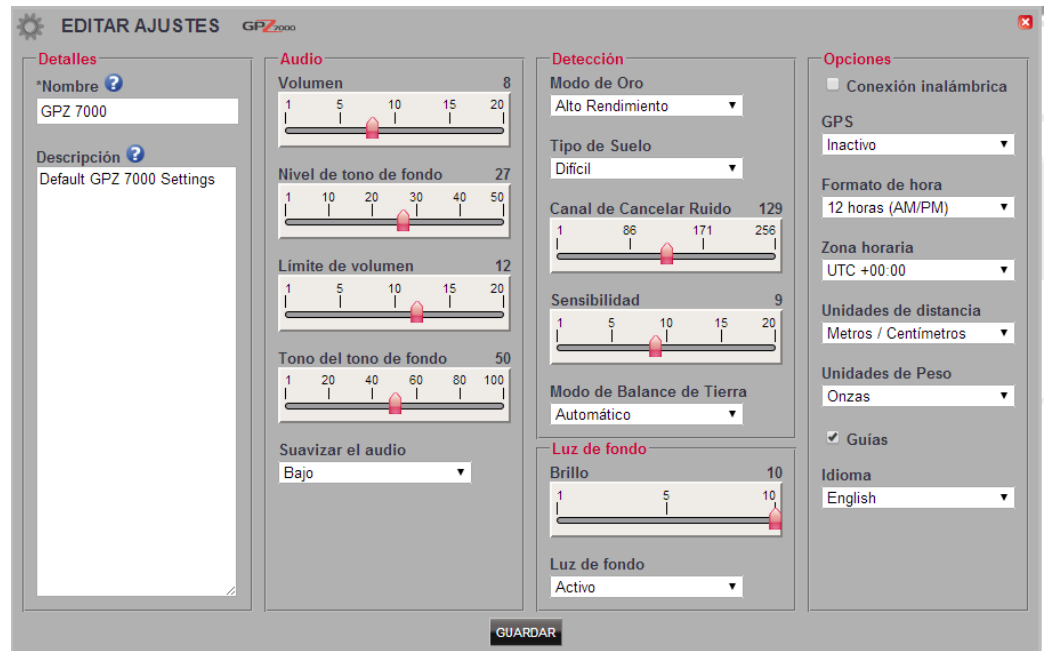 EDITAR AJUSTES GPZ7000
Detalles
*Nombre ?
GPZ 7000
Descripción ?
Default GPZ 7000 Settings
Audio
Volumen 8
1 5 10 15 20
Nivel de tono de fondo 27
1 10 20 30 40 50
Límite de volumen 12
1 5 10 15 20
Tono del tono de fondo 50
1 20 40 60 80 100
Suavizar el audio
Bajo
Detección
Modo de Oro
Alto Rendimiento
Tipo de Suelo
Difícil
Canal de Cancelar Ruido 129
1 86 171 256
Sensibilidad 9
1 5 10 15 20
Modo de Balance de Tierra
Automático
Luz de fondo
Brillo 10
1 5 10
Luz de fondo
Activo
Opciones
Conexión inalámbrica
GPS
Inactivo
Formato de hora
12 horas (AM/PM)
Zona horaria
UTC +00:00
Unidades de distancia
Metros / Centímetros
Unidades de Peso
Onzas
Guías
Idioma
English
GUARDAR